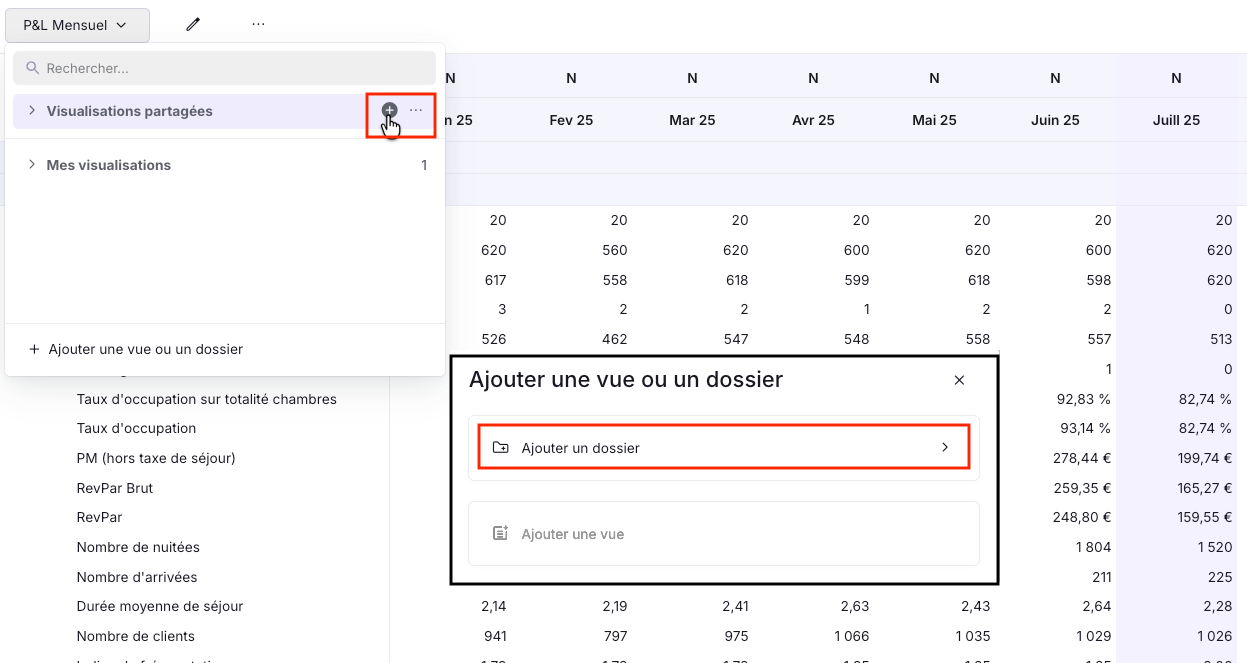 P&L Mensuel
...
Rechercher...
Visualisations partagées
...
Mes visualisations 1
+ Ajouter une vue ou un dossier
N N N N N N N
n 25 Fev 25 Mar 25 Avr 25 Mai 25 Juin 25 Juill 25
20 20 20 20 20 20 20
620 560 620 600 620 600 620
617 558 618 599 618 598 620
3 2 2 1 2 2 0
526 462 547 548 558 557 513
1 0
Ajouter une vue ou un dossier
Ajouter un dossier
Ajouter une vue
Taux d'occupation sur totalité chambres 92,83 % 82,74 %
Taux d'occupation 93,14 % 82,74 %
PM (hors taxe de séjour) 278,44 € 199,74 €
RevPar Brut 259,35 € 165,27 €
RevPar 248,80 € 159,55 €
Nombre de nuitées 1 804 1 520
Nombre d'arrivées 211 225
Durée moyenne de séjour 2,14 2,19 2,41 2,63 2,43 2,64 2,28
Nombre de clients 941 797 975 1 066 1 035 1 029 1 026